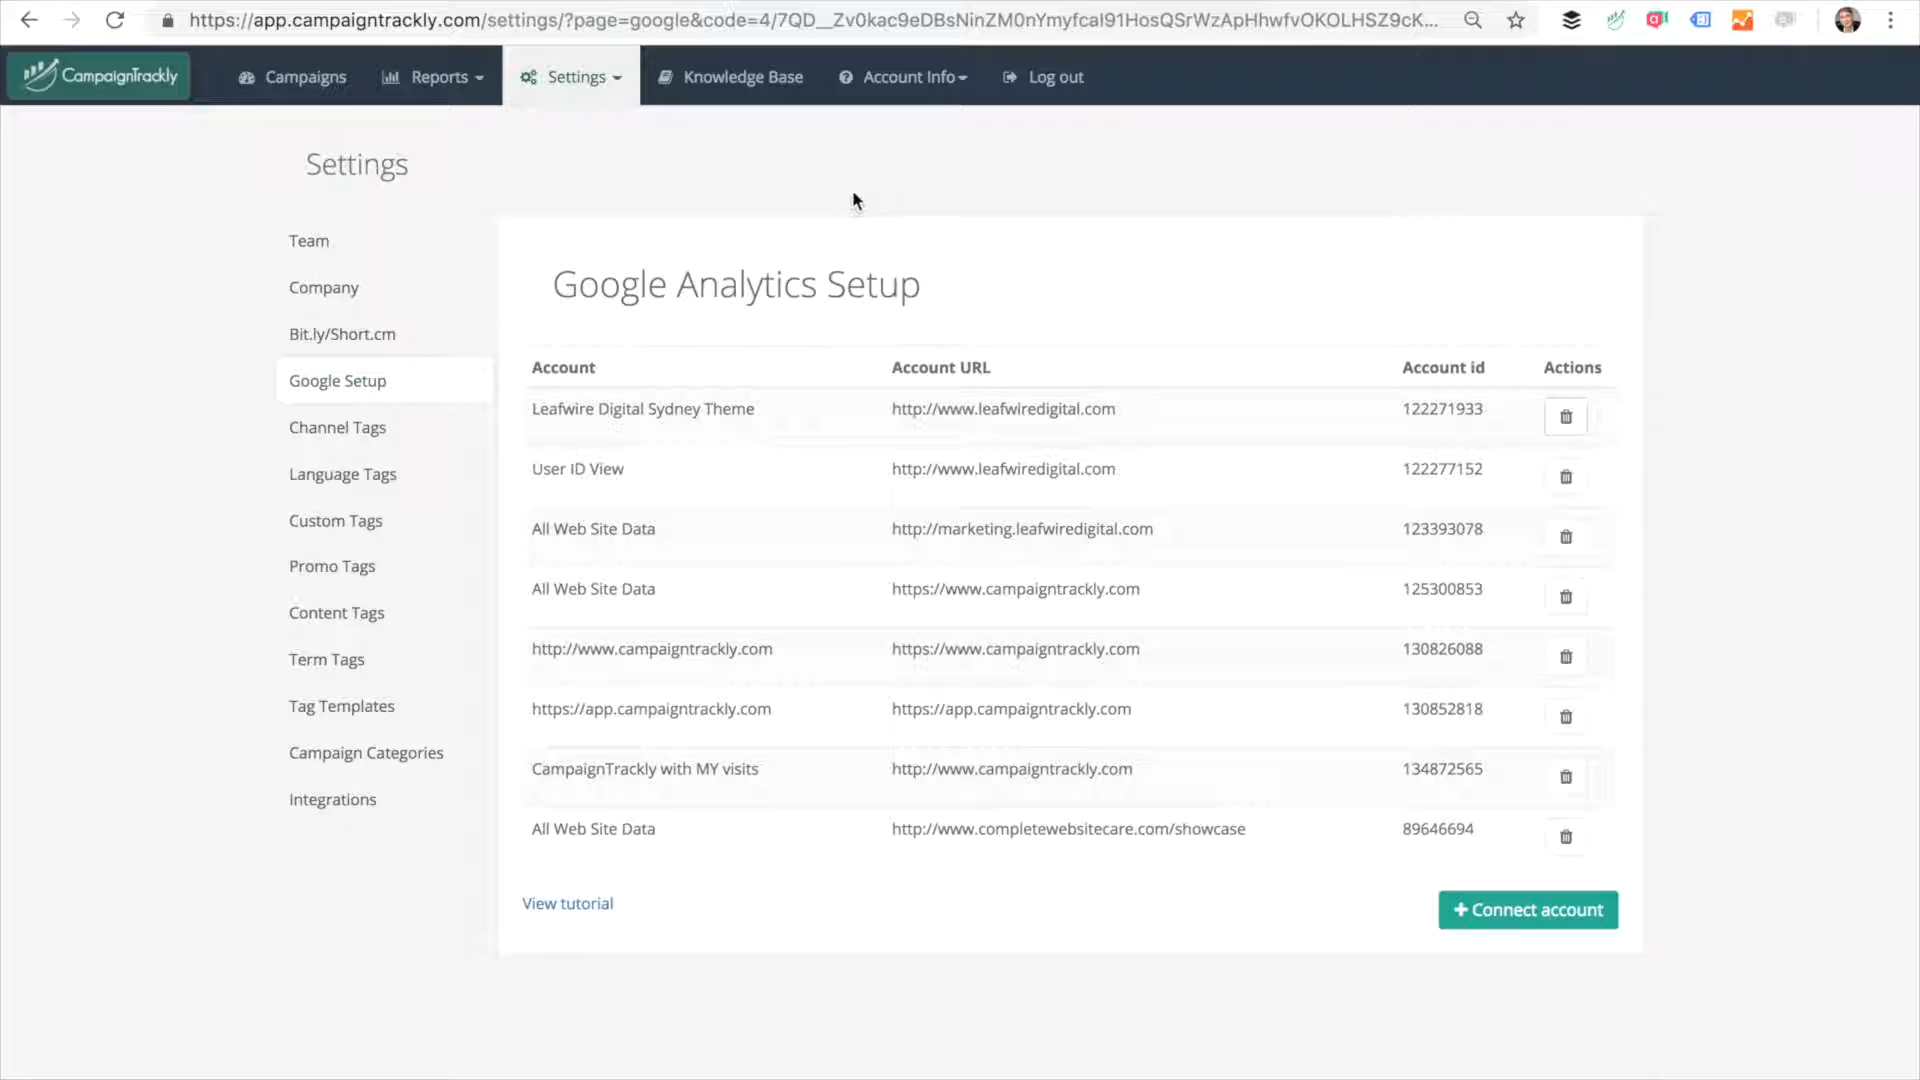 https://app.campaigntrackly.com/settings/?page=google&code=4/7QD__Zv0kac9eDBsNinZM0nYmyfcaI91HosQSrWzApHhwfvOKOLHSZ9cK...
CampaignTrackly Campaigns Reports Settings Knowledge Base Account Info Log out
Settings
Team
Company
Bit.ly/Short.cm
Google Setup
Channel Tags
Language Tags
Custom Tags
Promo Tags
Content Tags
Term Tags
Tag Templates
Campaign Categories
Integrations
Google Analytics Setup
Account Account URL Account id Actions
Leafwire Digital Sydney Theme http://www.leafwiredigital.com 122271933
User ID View http://www.leafwiredigital.com 122277152
All Web Site Data http://marketing.leafwiredigital.com 123393078
All Web Site Data https://www.campaigntrackly.com 125300853
http://www.campaigntrackly.com https://www.campaigntrackly.com 130826088
https://app.campaigntrackly.com https://app.campaigntrackly.com 130852818
CampaignTrackly with MY visits http://www.campaigntrackly.com 134872565
All Web Site Data http://www.completewebsitecare.com/showcase 89646694
View tutorial
+ Connect account